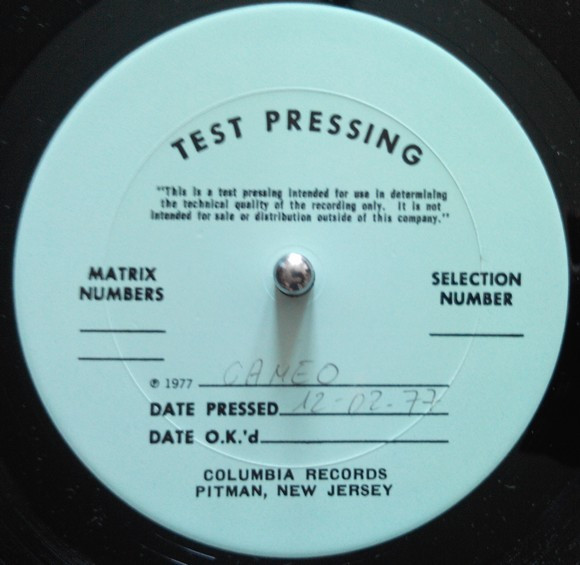 TEST PRESSING
"This is a test pressing intended for use in determining
the technical quality of the recording only. It is not
intended for sale or distribution outside of this company."
MATRIX
NUMBERS
SELECTION
NUMBER
℗ 1977 CAMEO
DATE PRESSED 12-02-77
DATE O.K.'d
COLUMBIA RECORDS
PITMAN, NEW JERSEY